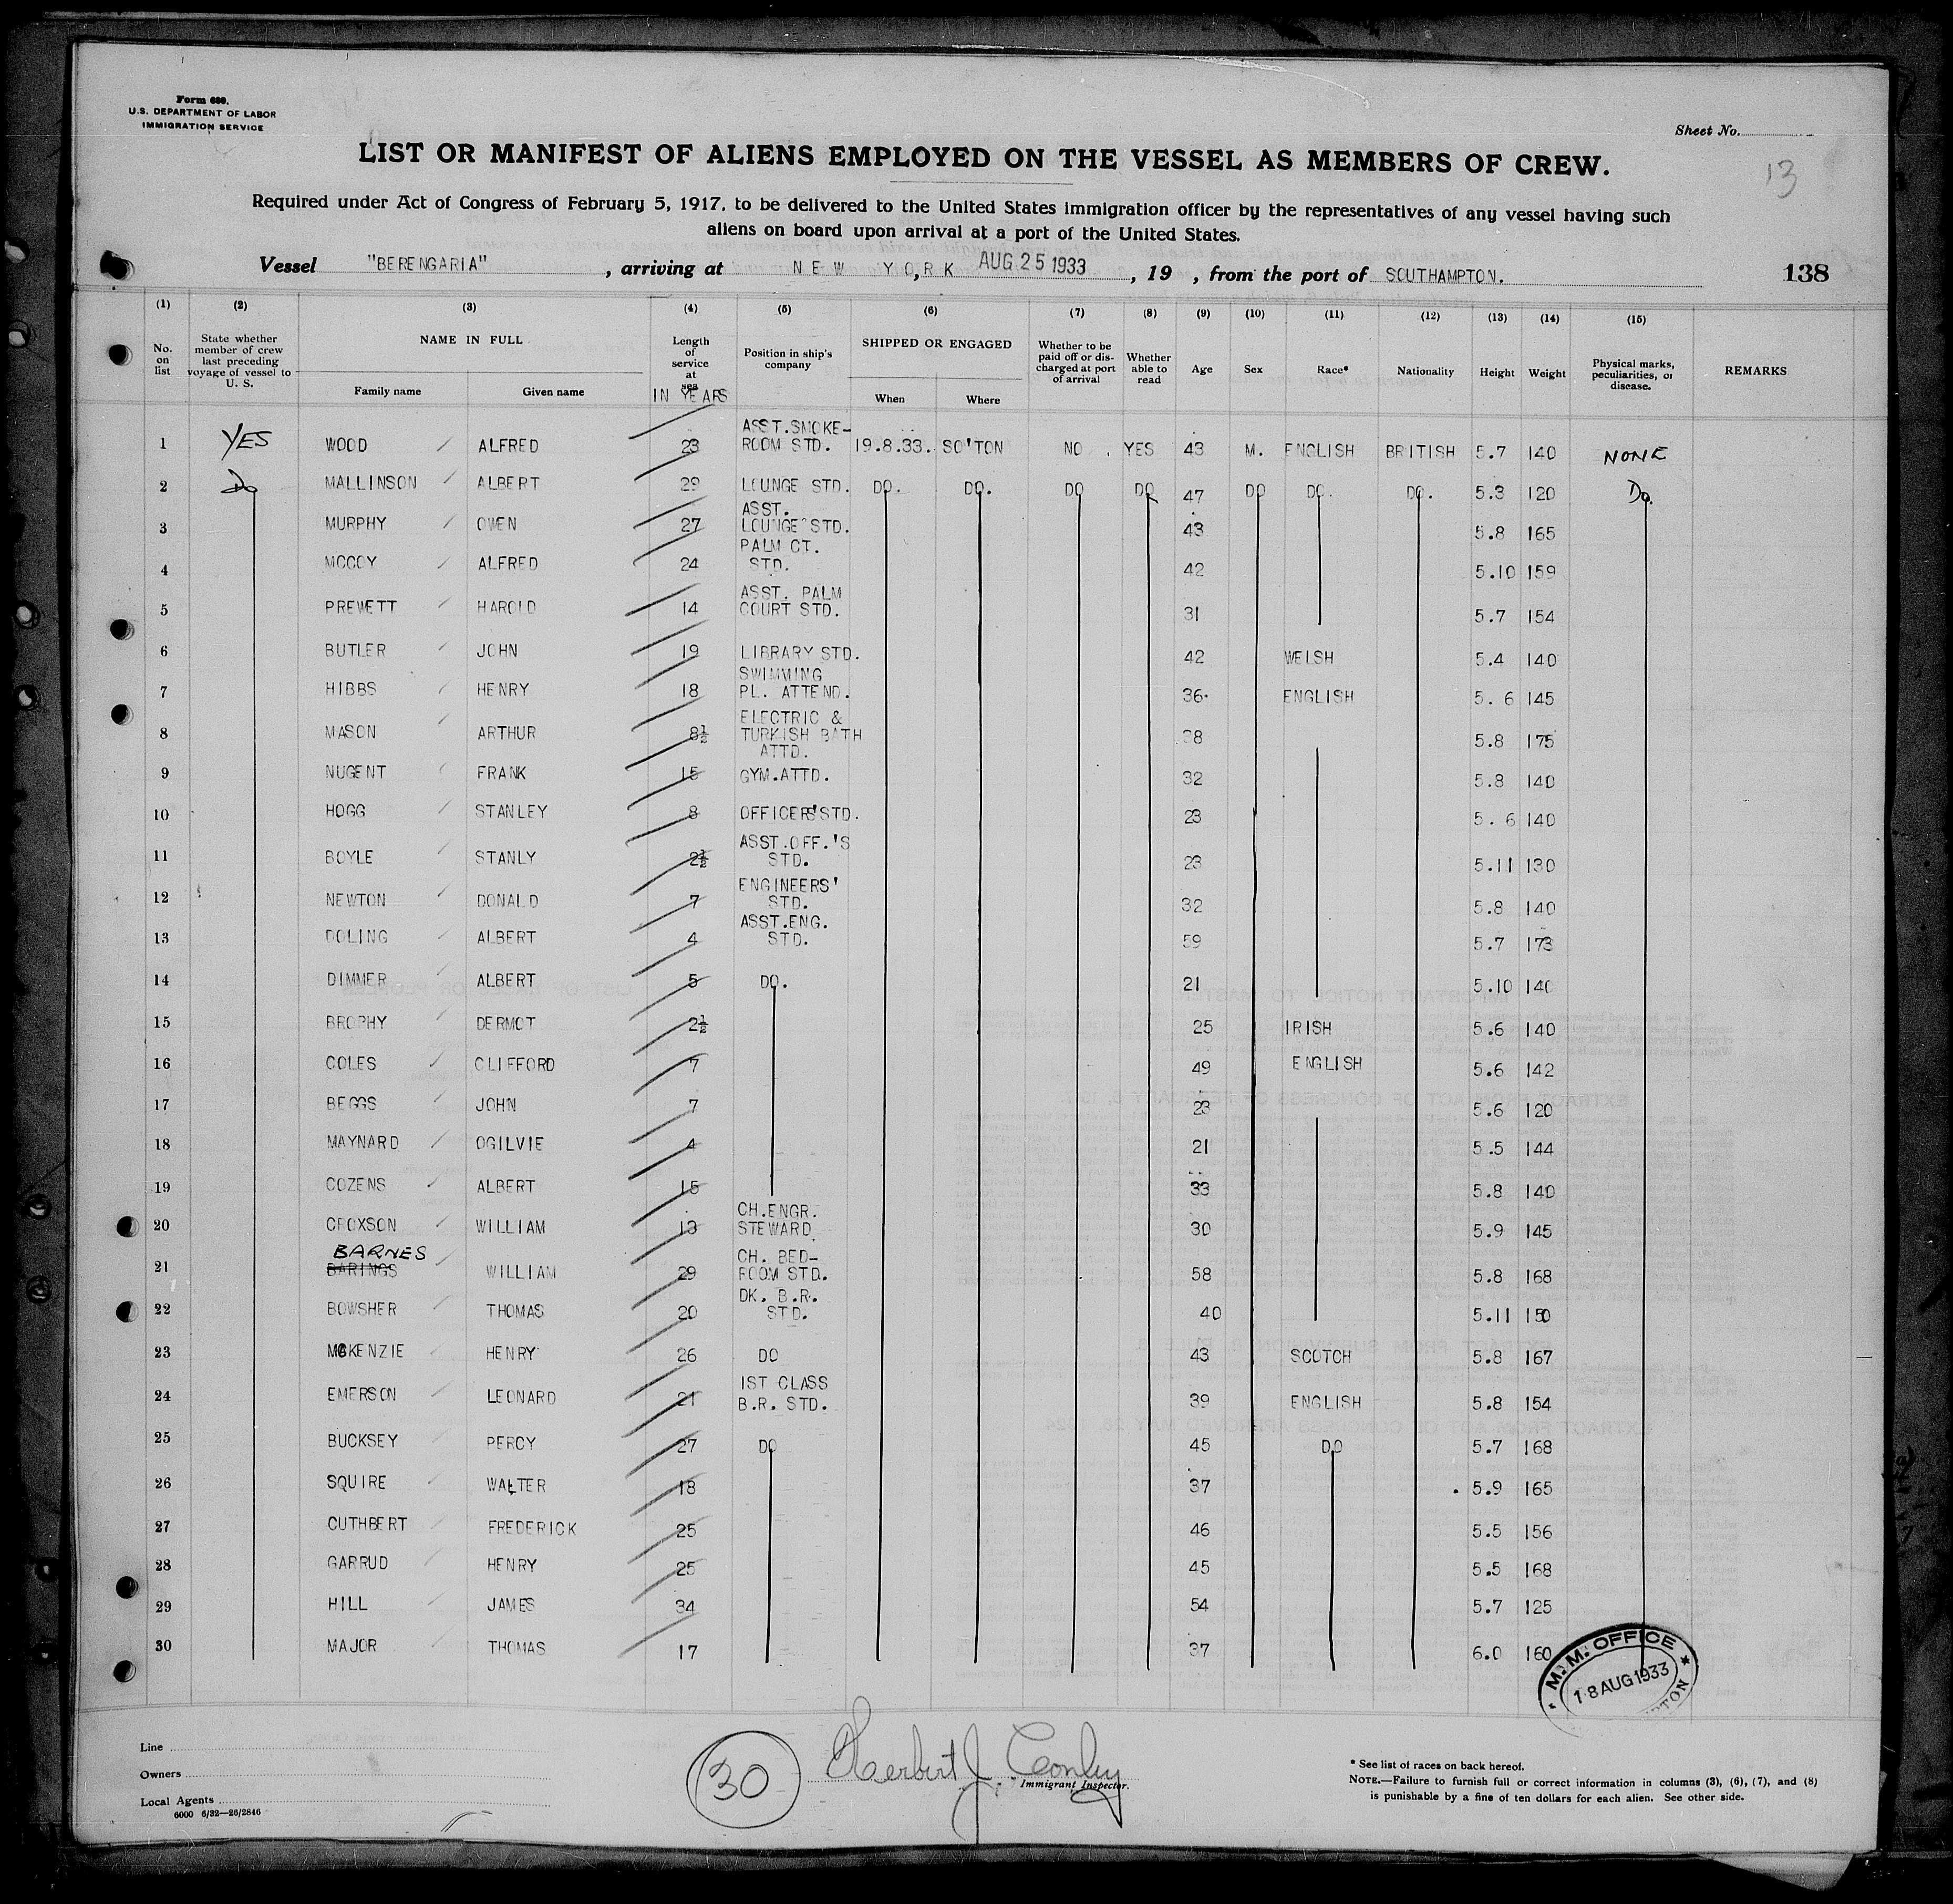 Form 680.
U.S. DEPARTMENT OF LABOR
IMMIGRATION SERVICE
Sheet No.
LIST OR MANIFEST OF ALIENS EMPLOYED ON THE VESSEL AS MEMBERS OF CREW.
13
Required under Act of Congress of February 5, 1917, to be delivered to the United States immigration officer by the representatives of any vessel having such
aliens on board upon arrival at a port of the United States.
Vessel "BERENGARIA", arriving at NEW YORK AUG 25 1933, 19 , from the port of SOUTHAMPTON. 138
(1) (2) (3) (4) (5) (6) (7) (8) (9) (10) (11) (12) (13) (14) (15)
No. on list State whether member of crew last preceding voyage of vessel to U. S. NAME IN FULL Length of service at sea IN YEARS Position in ship's company SHIPPED OR ENGAGED Whether to be paid off or discharged at port of arrival Whether able to read Age Sex Race* Nationality Height Weight Physical marks, peculiarities, or disease. REMARKS
Family name Given name When Where
1 YES WOOD ALFRED 23 ASST.SMOKE-ROOM STD. 19.8.33. SO'TON NO YES 43 M. ENGLISH BRITISH 5.7 140 NONE
2 Do MALLINSON ALBERT 29 LOUNGE STD. DO. DO. DO DO 47 DO DO. DO. 5.3 120 Do.
3 MURPHY OWEN 27 ASST. LOUNGE STD. 43 5.8 165
4 MCCOY ALFRED 24 PALM CT. STD. 42 5.10 159
5 PREWETT HAROLD 14 ASST. PALM COURT STD. 31 5.7 154
6 BUTLER JOHN 19 LIBRARY STD. 42 WELSH 5.4 140
7 HIBBS HENRY 18 SWIMMING PL. ATTEND. 36 ENGLISH 5.6 145
8 MASON ARTHUR 8½ ELECTRIC & TURKISH BATH ATTD. 38 5.8 175
9 NUGENT FRANK 15 GYM.ATTD. 32 5.8 140
10 HOGG STANLEY 8 OFFICERS'STD. 23 5.6 140
11 BOYLE STANLY 2½ ASST.OFF.'S STD. 23 5.11 130
12 NEWTON DONALD 7 ENGINEERS' STD. 32 5.8 140
13 DOLING ALBERT 4 ASST.ENG. STD. 59 5.7 173
14 DIMMER ALBERT 5 DO. 21 5.10 140
15 BROPHY DERMOT 2½ 25 IRISH 5.6 140
16 COLES CLIFFORD 7 49 ENGLISH 5.6 142
17 BEGGS JOHN 7 23 5.6 120
18 MAYNARD OGILVIE 4 21 5.5 144
19 COZENS ALBERT 15 33 5.8 140
20 CROXSON WILLIAM 13 CH.ENGR. STEWARD 30 5.9 145
21 BARNES BARINGS WILLIAM 29 CH. BED-ROOM STD. 58 5.8 168
22 BOWSHER THOMAS 20 DK. B.R. STD. 40 5.11 150
23 MCKENZIE HENRY 26 DO 43 SCOTCH 5.8 167
24 EMERSON LEONARD 21 1ST CLASS B.R. STD. 39 ENGLISH 5.8 154
25 BUCKSEY PERCY 27 DO 45 DO 5.7 168
26 SQUIRE WALTER 18 37 5.9 165
27 CUTHBERT FREDERICK 25 46 5.5 156
28 GARRUD HENRY 25 45 5.5 168
29 HILL JAMES 34 54 5.7 125
30 MAJOR THOMAS 17 37 6.0 160
M.M. OFFICE
18 AUG 1933
Line
Owners
Local Agents
6000 6/32—26/2846
30
Herbert J. Conley
Immigrant Inspector.
* See list of races on back hereof.
NOTE.—Failure to furnish full or correct information in columns (3), (6), (7), and (8)
is punishable by a fine of ten dollars for each alien. See other side.